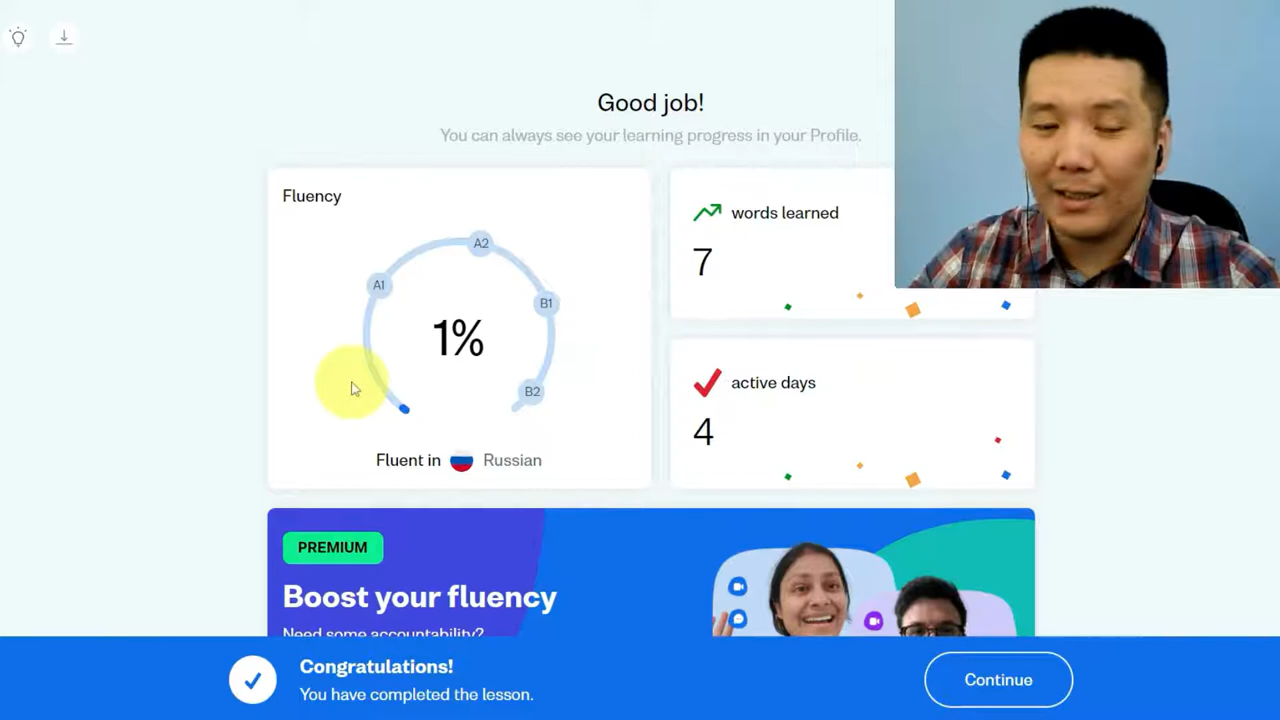 Good job!
You can always see your learning progress in your Profile.
Fluency
A2
A1
B1
1%
B2
Fluent in Russian
words learned
7
active days
4
PREMIUM
Boost your fluency
Need some accountability?
Congratulations!
You have completed the lesson.
Continue